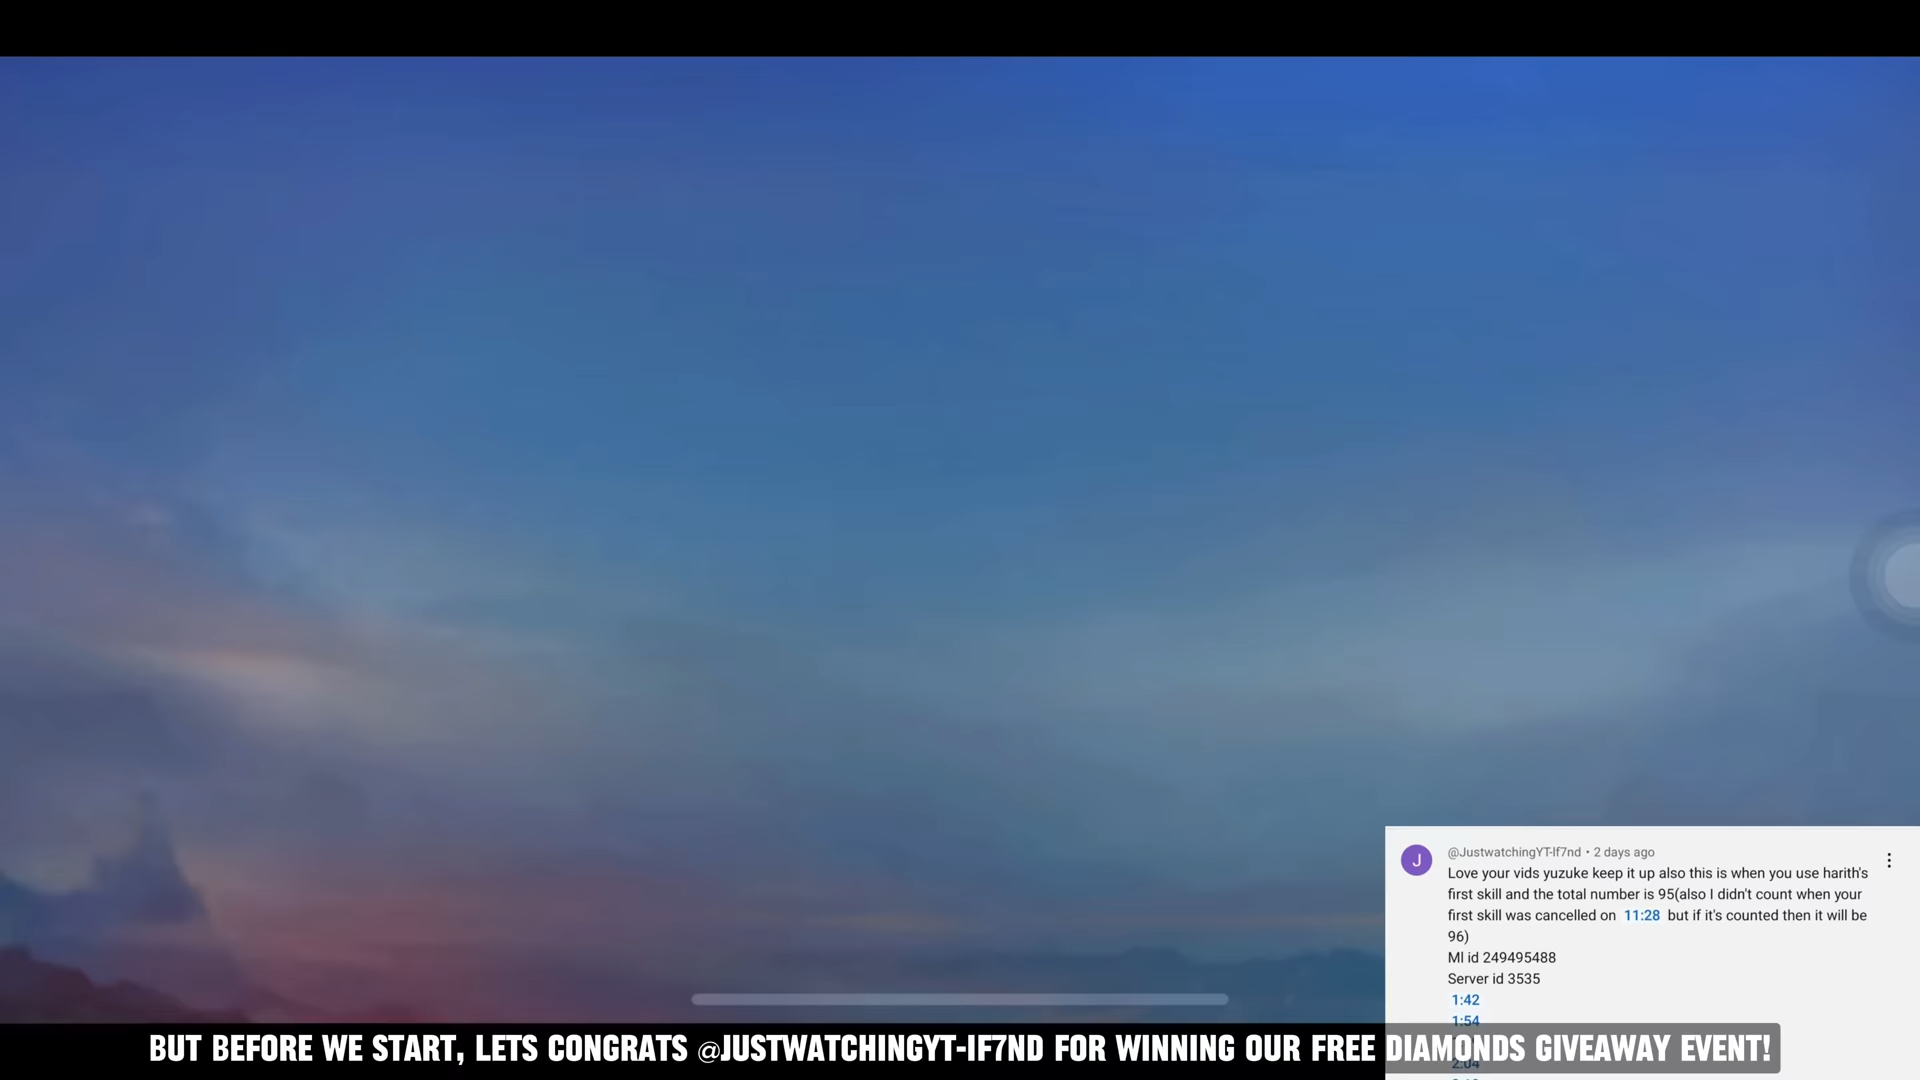 J
@JustwatchingYT-lf7nd • 2 days ago
Love your vids yuzuke keep it up also this is when you use harith's
first skill and the total number is 95(also I didn't count when your
first skill was cancelled on 11:28 but if it's counted then it will be
96)
Ml id 249495488
Server id 3535
1:42
1:54
2:04
BUT BEFORE WE START, LETS CONGRATS @JUSTWATCHINGYT-IF7ND FOR WINNING OUR FREE DIAMONDS GIVEAWAY EVENT!